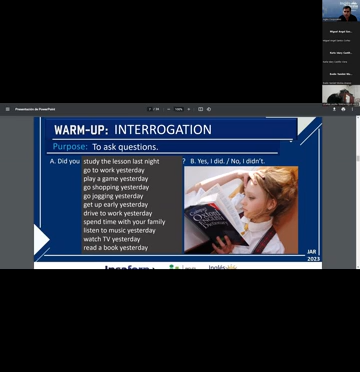 Presentación de PowerPoint
WARM-UP: INTERROGATION
Purpose: To ask questions.
A. Did you
study the lesson last night
go to work yesterday
play a game yesterday
go shopping yesterday
go jogging yesterday
get up early yesterday
drive to work yesterday
spend time with your family
listen to music yesterday
watch TV yesterday
read a book yesterday
? B. Yes, I did. / No, I didn't.
Oxford
Dictionary
JAR
2023